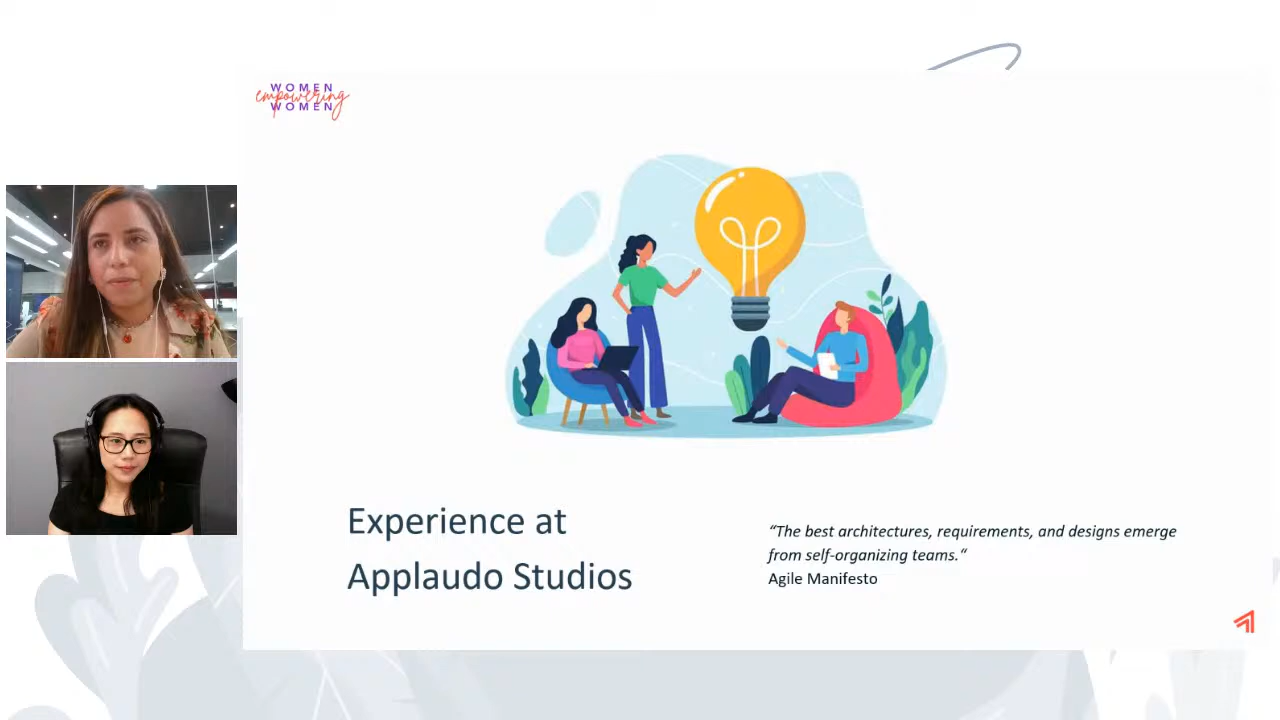 WOMEN
empowering
WOMEN
Experience at
Applaudo Studios
“The best architectures, requirements, and designs emerge
from self-organizing teams.“
Agile Manifesto